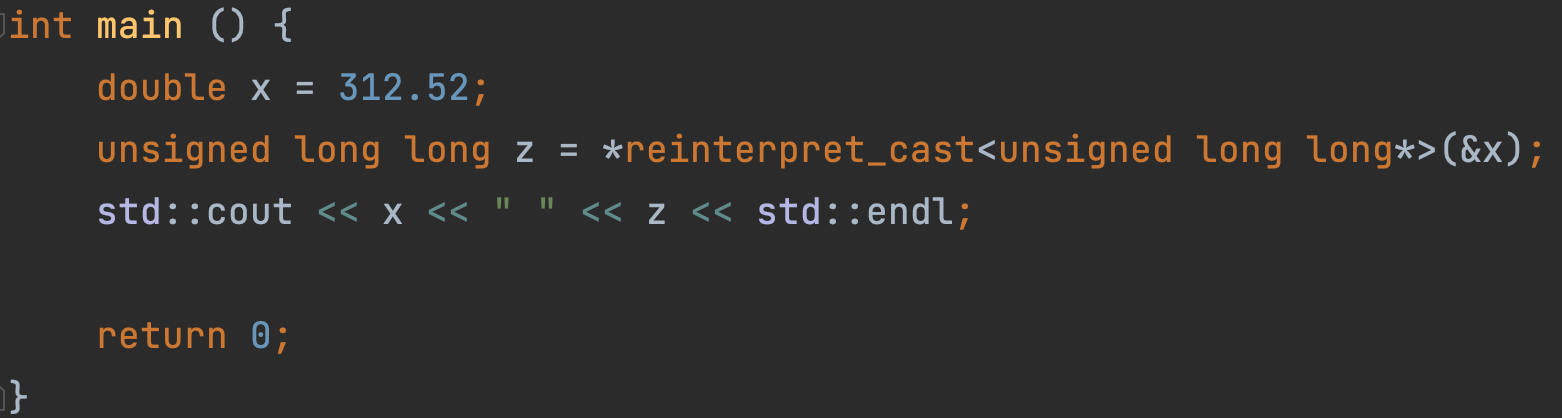 int main () {
    double x = 312.52;
    unsigned long long z = *reinterpret_cast<unsigned long long*>(&x);
    std::cout << x << " " << z << std::endl;

    return 0;
}